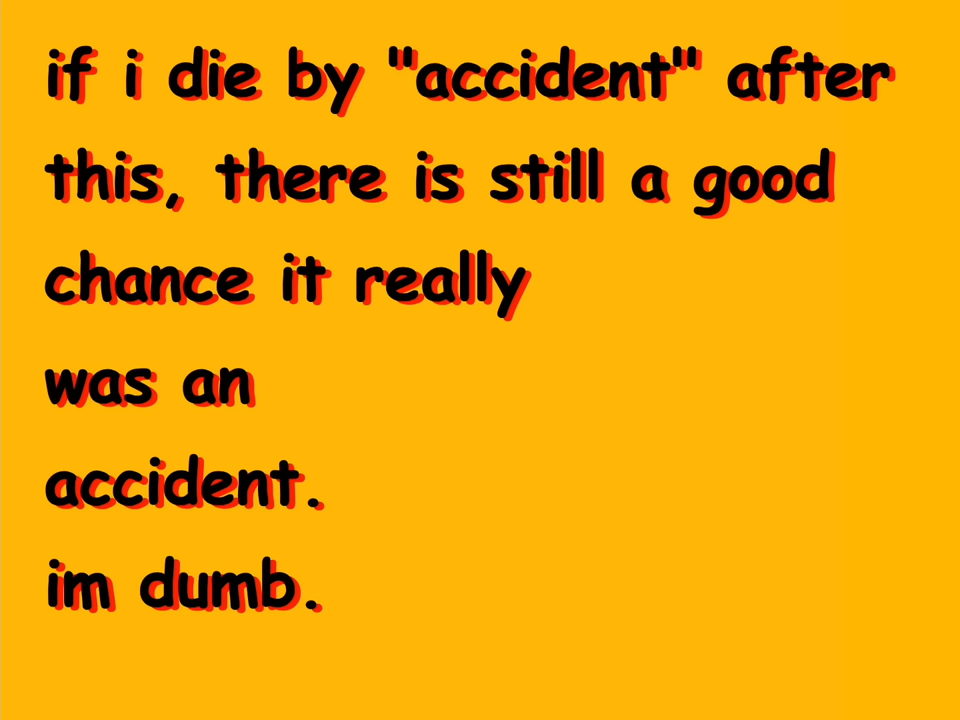 if i die by "accident" after
this, there is still a good
chance it really
was an
accident.
im dumb.